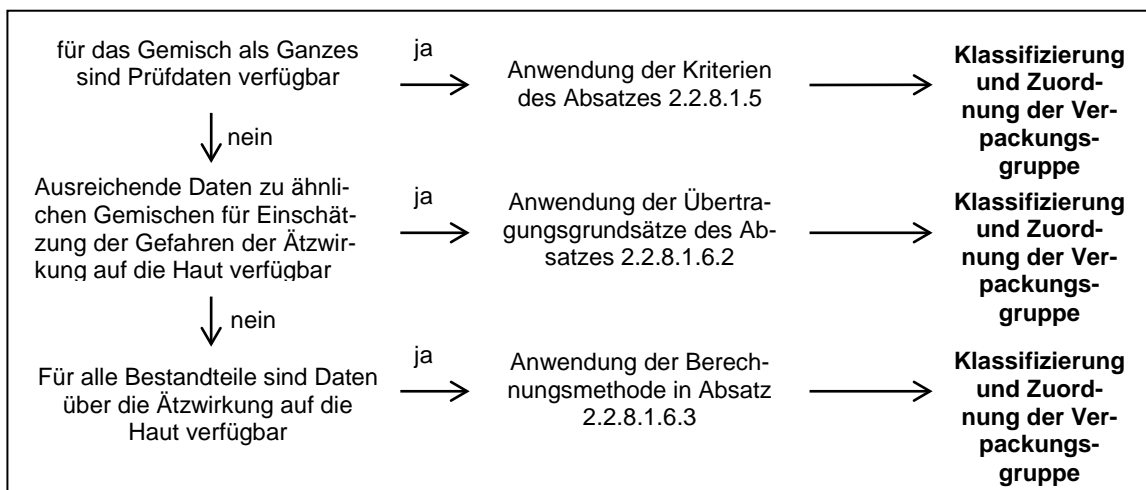 für das Gemisch als Ganzes
sind Prüfdaten verfügbar
ja
Anwendung der Kriterien
des Absatzes 2.2.8.1.5
Klassifizierung
und Zuord-
nung der Ver-
packungs-
gruppe
nein
Ausreichende Daten zu ähnli-
chen Gemischen für Einschät-
zung der Gefahren der Ätzwir-
kung auf die Haut verfügbar
ja
Anwendung der Übertra-
gungsgrundsätze des Ab-
satzes 2.2.8.1.6.2
Klassifizierung
und Zuord-
nung der Ver-
packungs-
gruppe
nein
Für alle Bestandteile sind Daten
über die Ätzwirkung auf die
Haut verfügbar
ja
Anwendung der Berech-
nungsmethode in Absatz
2.2.8.1.6.3
Klassifizierung
und Zuord-
nung der Ver-
packungs-
gruppe